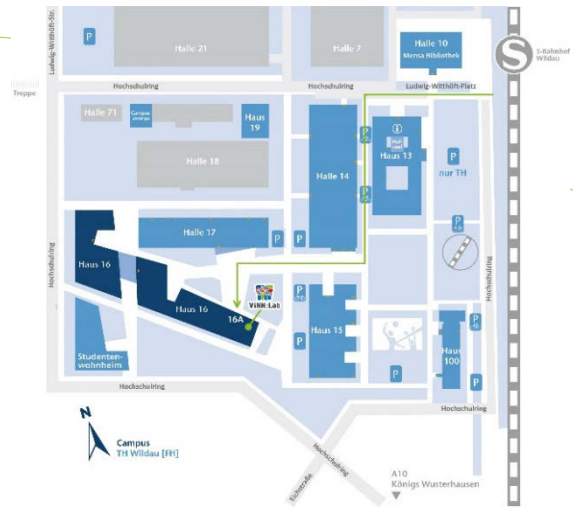 Ludwig-Witthöft-Str.
P
Halle 21
Halle 7
Halle 10
Mensa Bibliothek
S
S-Bahnhof
Wildau
Treppe
Hochschulring
Hochschulring
Ludwig-Witthöft-Platz
Halle 71
Haus
19
Halle 18
Halle 14
P
P
i
Haus 13
P
nur TH
P
Halle 17
P
P
Hochschulring
Haus 16
Haus 16
16A
ViNN:Lab
P
P
Haus 15
P
Haus
100
P
P
Hochschulring
Studenten-
wohnheim
Hochschulring
Hochschulring
Hochschulring
Eichstraße
N
Campus
TH Wildau [FH]
A10
Königs Wusterhausen